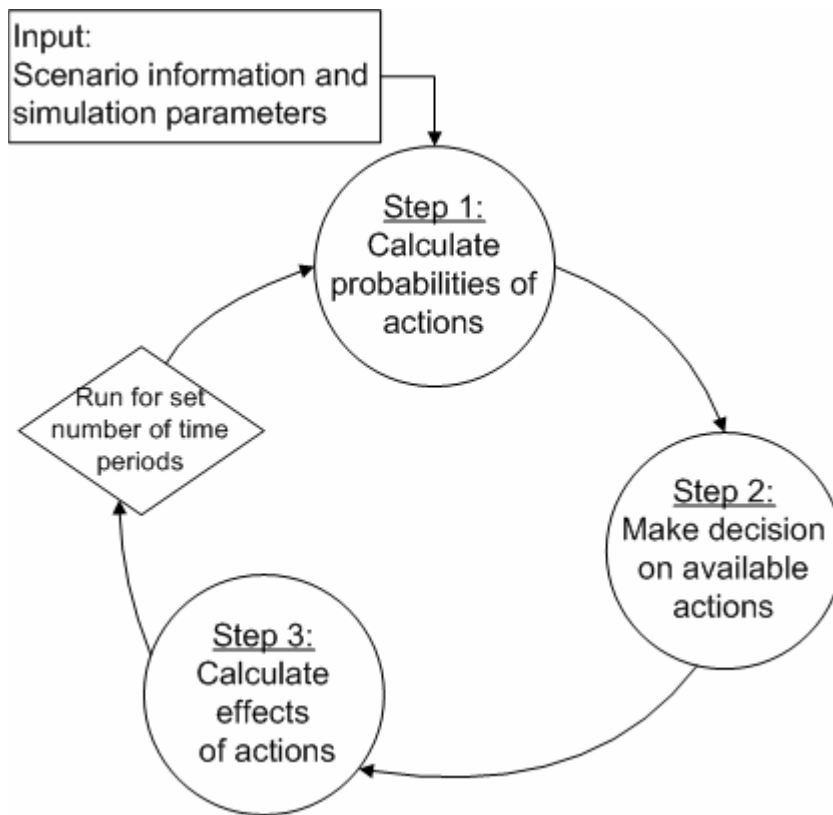 Input:
Scenario information and
simulation parameters
Step 1:
Calculate
probabilities of
actions
Run for set
number of time
periods
Step 2:
Make decision
on available
actions
Step 3:
Calculate
effects
of actions